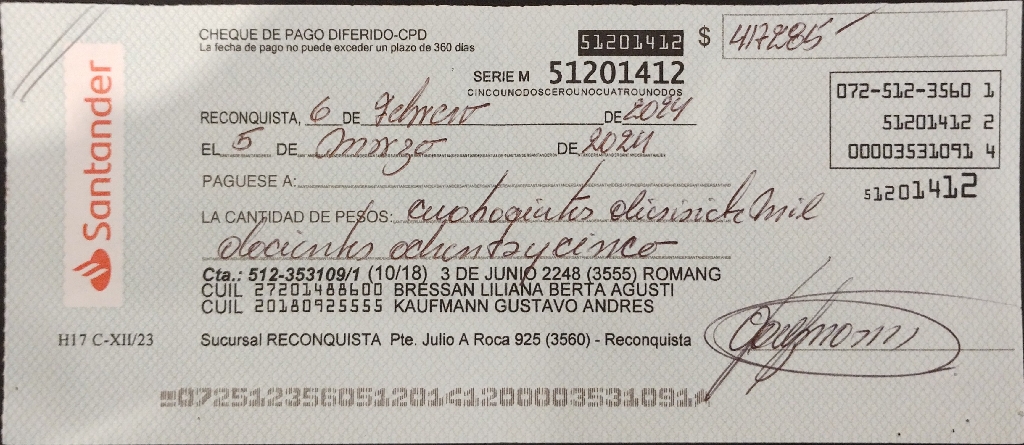 CHEQUE DE PAGO DIFERIDO-CPD
La fecha de pago no puede exceder un plazo de 360 días
51201412
$ 417285
SERIE M 51201412
CINCOUNODOSCEROUNOCUATROUNODOS
072-512-3560 1
51201412 2
00003531091 4
51201412
RECONQUISTA, 6 DE Febrero DE 2024
EL 5 DE Marzo DE 2024
PAGUESE A:
LA CANTIDAD DE PESOS: cuatrocientos diecisiete mil
docientos ochenta y cinco
Santander
Cta.: 512-353109/1 (10/18) 3 DE JUNIO 2248 (3555) ROMANG
CUIL 27201488600 BRESSAN LILIANA BERTA AGUSTI
CUIL 20180925555 KAUFMANN GUSTAVO ANDRES
H17 C-XII/23
Sucursal RECONQUISTA Pte. Julio A Roca 925 (3560) - Reconquista
07251235605120141200003531091